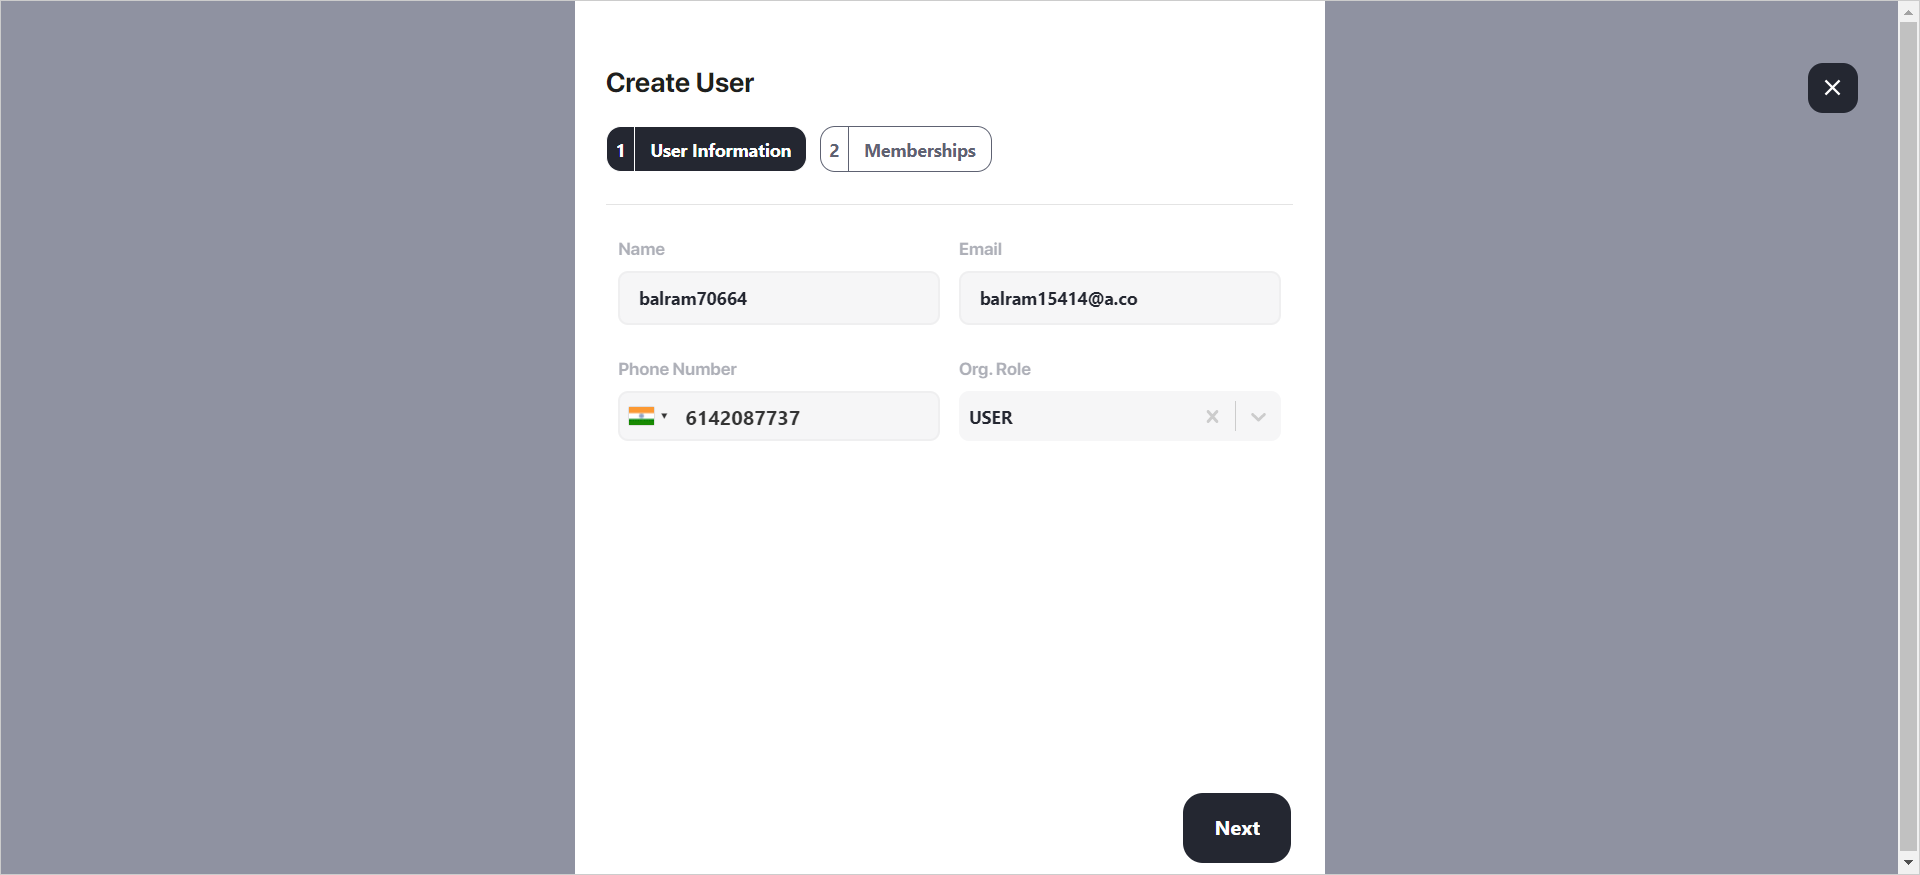 Create User
1 User Information 2 Memberships
Name Email
balram70664 balram15414@a.co
Phone Number Org. Role
6142087737 USER
Next